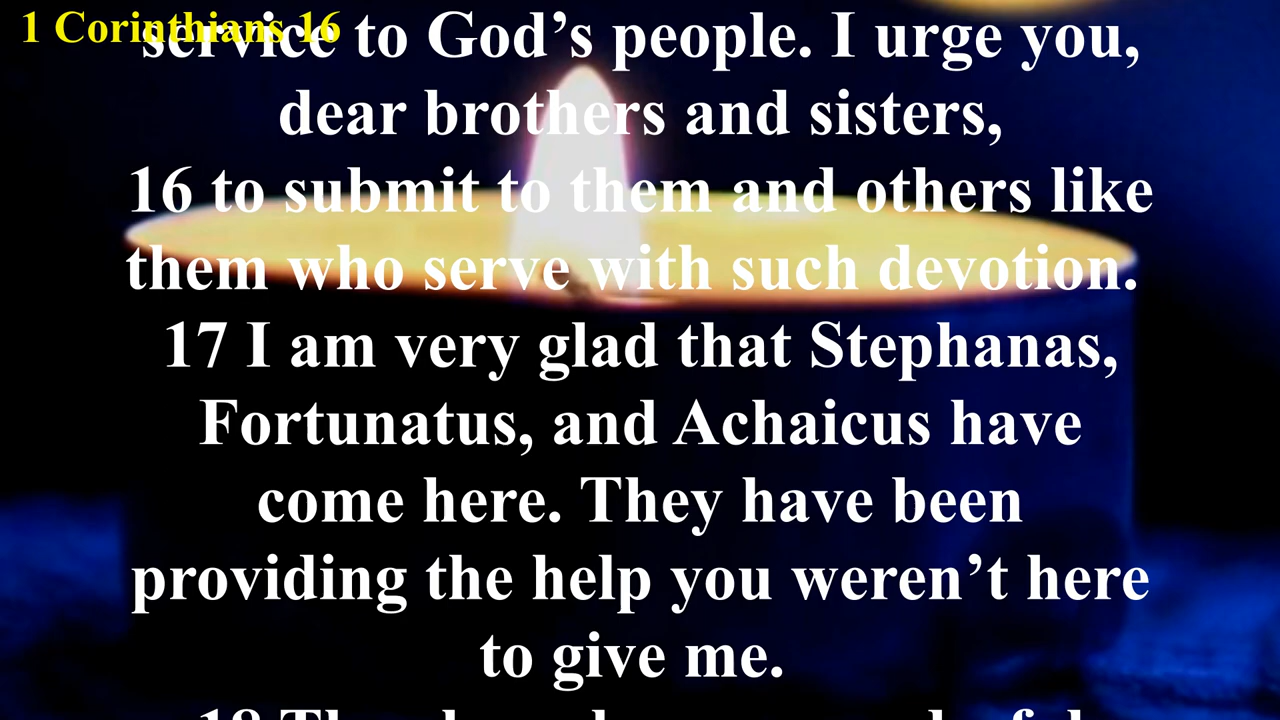 1 Corinthians 16
service to God’s people. I urge you,
dear brothers and sisters,
16 to submit to them and others like
them who serve with such devotion.
17 I am very glad that Stephanas,
Fortunatus, and Achaicus have
come here. They have been
providing the help you weren’t here
to give me.
18